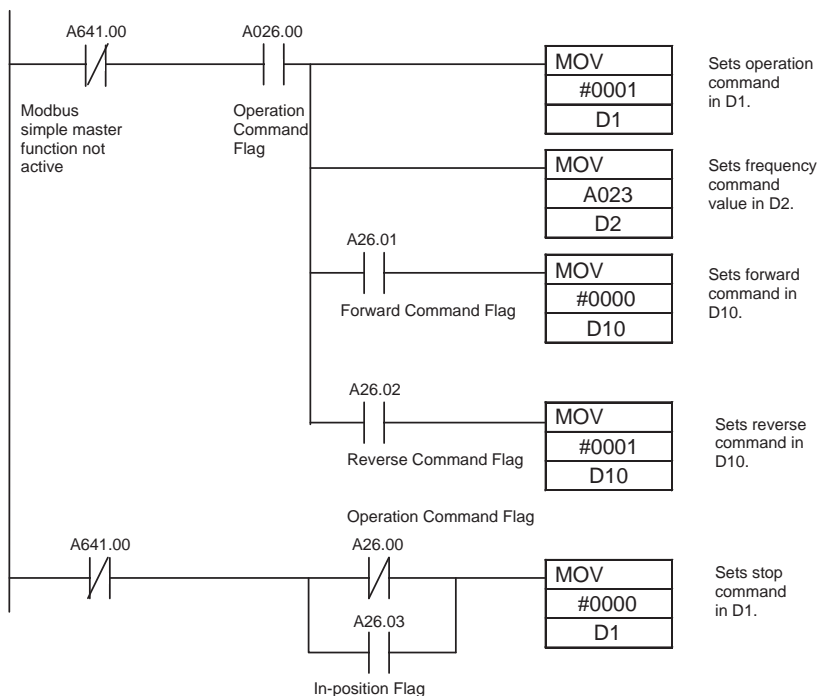 A641.00
A026.00
MOV
#0001
D1
Sets operation
command
in D1.
Modbus
simple master
function not
active
Operation
Command
Flag
MOV
A023
D2
Sets frequency
command
value in D2.
A26.01
Forward Command Flag
MOV
#0000
D10
Sets forward
command in
D10.
A26.02
Reverse Command Flag
MOV
#0001
D10
Sets reverse
command in
D10.
Operation Command Flag
A641.00
A26.00
A26.03
In-position Flag
MOV
#0000
D1
Sets stop
command
in D1.